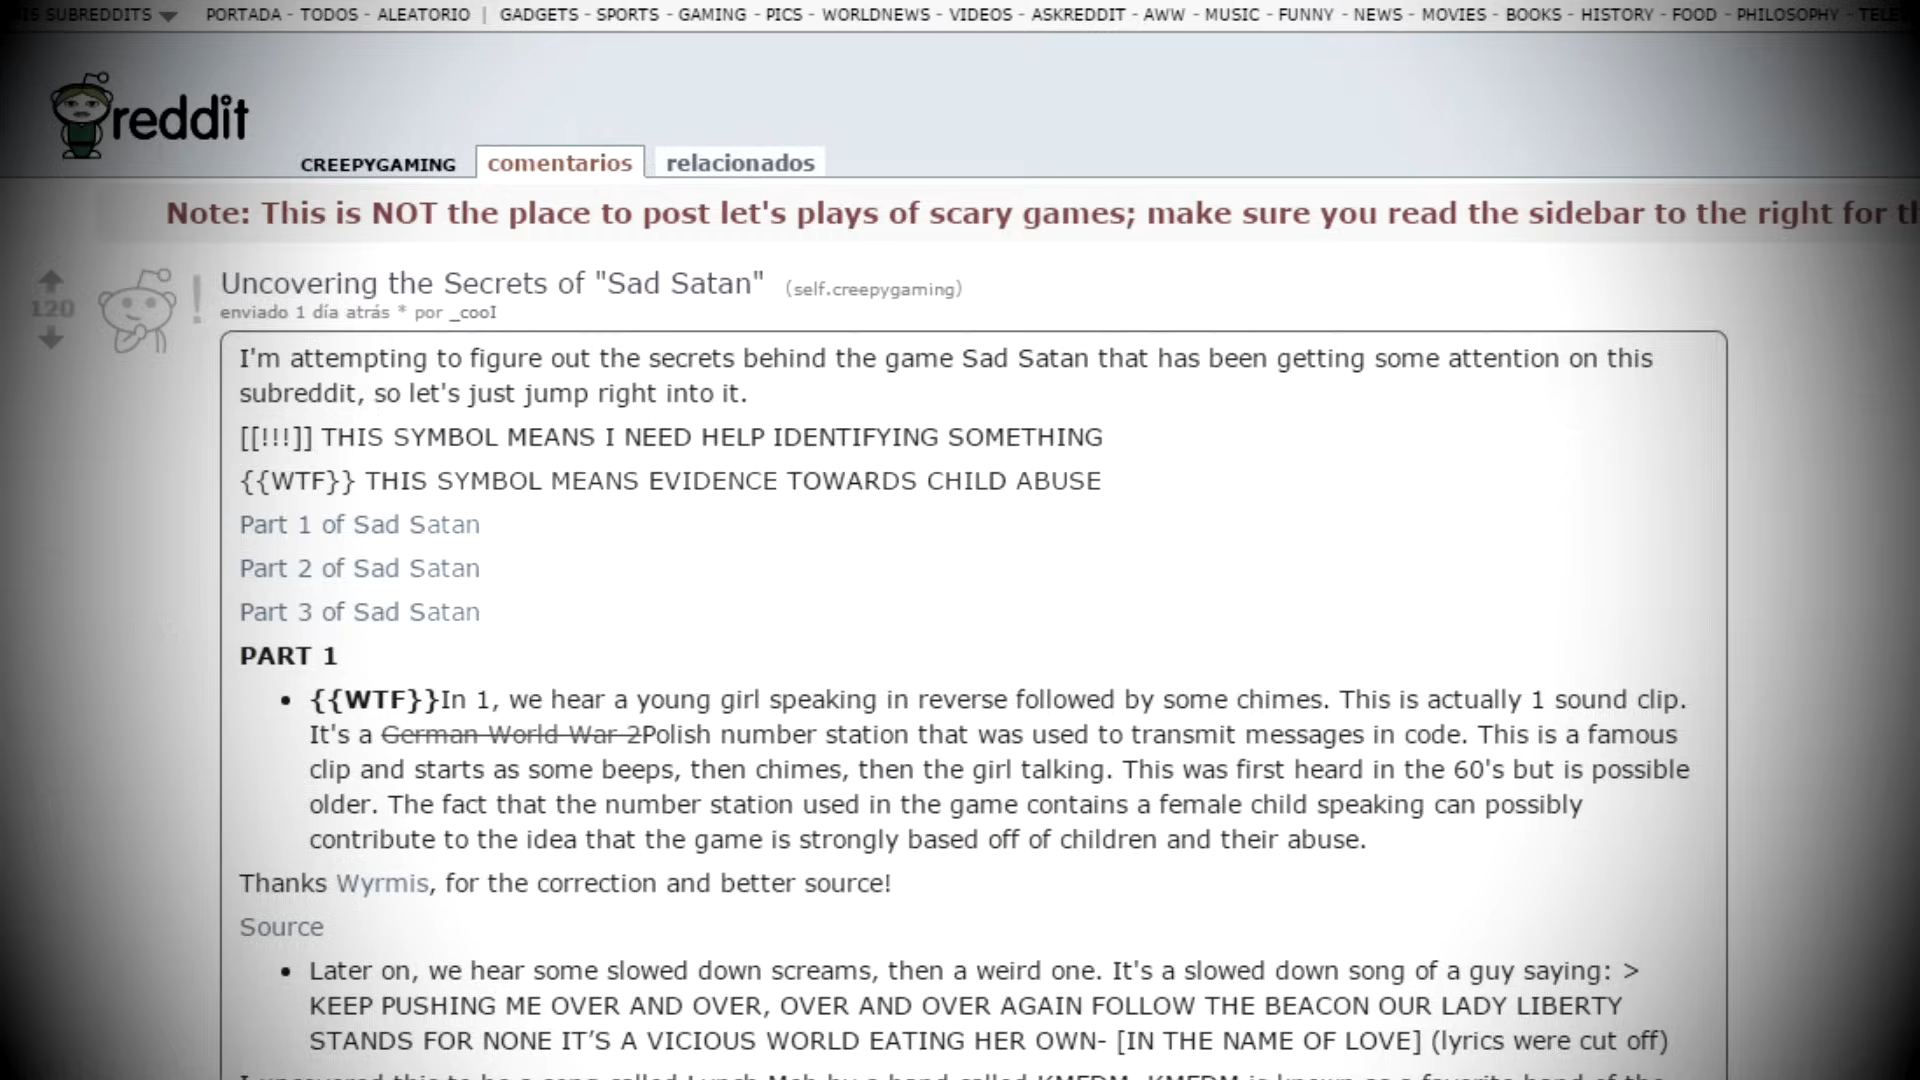 SUBREDDITS
PORTADA - TODOS - ALEATORIO | GADGETS - SPORTS - GAMING - PICS - WORLDNEWS - VIDEOS - ASKREDDIT - AWW - MUSIC - FUNNY - NEWS - MOVIES - BOOKS - HISTORY - FOOD - PHILOSOPHY -
reddit
CREEPYGAMING
comentarios
relacionados
Note: This is NOT the place to post let's plays of scary games; make sure you read the sidebar to the right for
120
Uncovering the Secrets of "Sad Satan" (self.creepygaming)
enviado 1 día atrás * por _cooI
I'm attempting to figure out the secrets behind the game Sad Satan that has been getting some attention on this
subreddit, so let's just jump right into it.
[[!!!]] THIS SYMBOL MEANS I NEED HELP IDENTIFYING SOMETHING
{{WTF}} THIS SYMBOL MEANS EVIDENCE TOWARDS CHILD ABUSE
Part 1 of Sad Satan
Part 2 of Sad Satan
Part 3 of Sad Satan
PART 1
• {{WTF}}In 1, we hear a young girl speaking in reverse followed by some chimes. This is actually 1 sound clip.
It's a German World War 2Polish number station that was used to transmit messages in code. This is a famous
clip and starts as some beeps, then chimes, then the girl talking. This was first heard in the 60's but is possible
older. The fact that the number station used in the game contains a female child speaking can possibly
contribute to the idea that the game is strongly based off of children and their abuse.
Thanks Wyrmis, for the correction and better source!
Source
• Later on, we hear some slowed down screams, then a weird one. It's a slowed down song of a guy saying: >
KEEP PUSHING ME OVER AND OVER, OVER AND OVER AGAIN FOLLOW THE BEACON OUR LADY LIBERTY
STANDS FOR NONE IT’S A VICIOUS WORLD EATING HER OWN- [IN THE NAME OF LOVE] (lyrics were cut off)